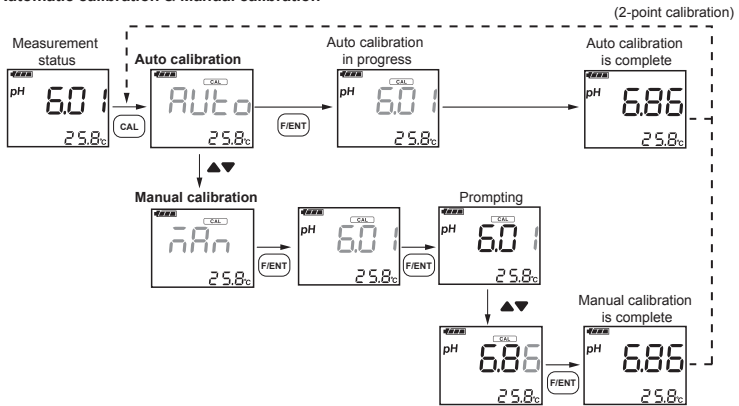 Automatic calibration & Manual calibration
(2-point calibration)
Measurement
status
Auto calibration
Auto calibration
in progress
Auto calibration
is complete
pH 6.01
25.8℃
CAL
CAL
AUto
25.8℃
F/ENT
CAL
pH 6.01
25.8℃
pH 6.86
25.8℃
▲▼
Manual calibration
Prompting
CAL
mAn
25.8℃
F/ENT
CAL
pH 6.01
25.8℃
F/ENT
CAL
pH 6.01
25.8℃
▲▼
Manual calibration
is complete
CAL
pH 6.86
25.8℃
F/ENT
pH 6.86
25.8℃